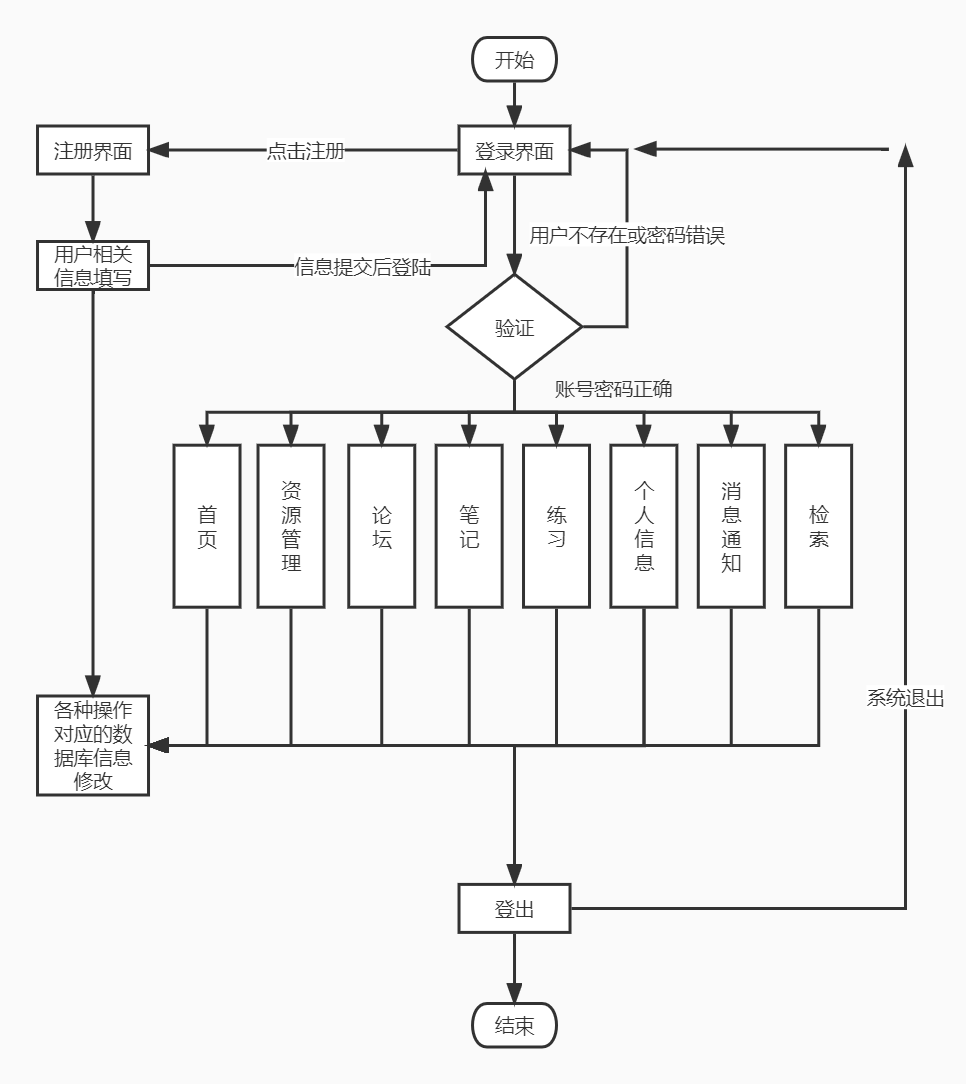 开始
注册界面
点击注册
登录界面
用户不存在或密码错误
用户相关
信息填写
信息提交后登陆
验证
账号密码正确
首页
资源管理
论坛
笔记
练习
个人信息
消息通知
检索
各种操作
对应的数
据库信息
修改
系统退出
登出
结束